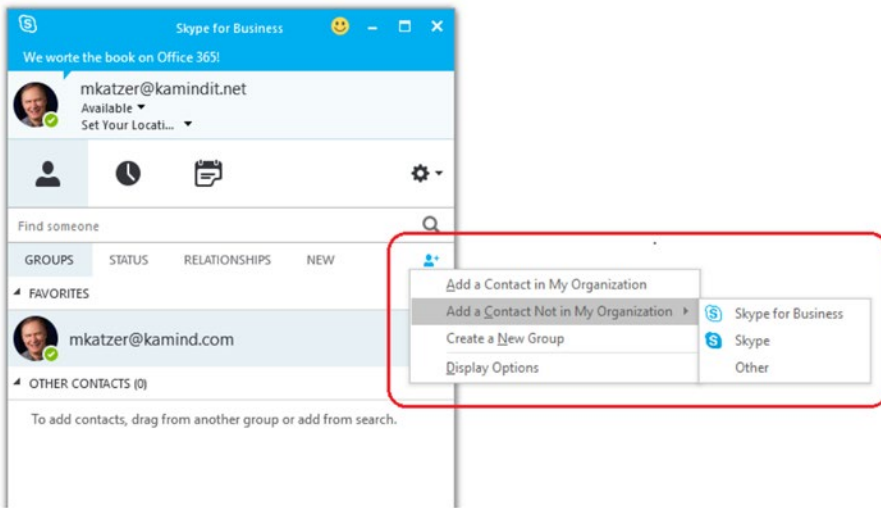 Skype for Business
We worte the book on Office 365!
mkatzer@kamindit.net
Available
Set Your Locati...
Find someone
GROUPS STATUS RELATIONSHIPS NEW
Add a Contact in My Organization
FAVORITES
Add a Contact Not in My Organization
Skype for Business
mkatzer@kamind.com
Create a New Group
Skype
Display Options
Other
OTHER CONTACTS (0)
To add contacts, drag from another group or add from search.